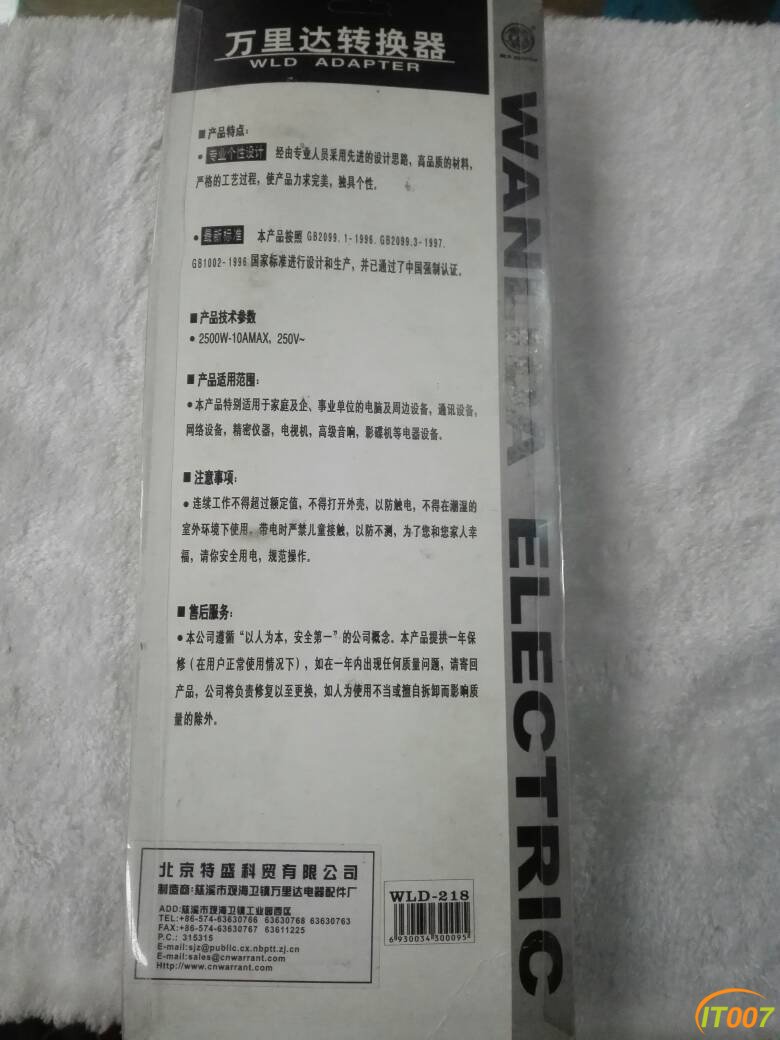 万里达转换器
WLD ADAPTER
■产品特点：
●专业个性设计 经由专业人员采用先进的设计思路，高品质的材料，
严格的工艺过程，使产品力求完美，独具个性。
●最新标准 本产品按照 GB2099.1-1996.GB2099.3-1997.
GB1002-1996 国家标准进行设计和生产，并已通过了中国强制认证。
■产品技术参数
●2500W-10AMAX, 250V~
■产品适用范围：
●本产品特别适用于家庭及企、事业单位的电脑及周边设备，通讯设备，
网络设备，精密仪器，电视机，高级音响，影碟机等电器设备。
■注意事项：
●连续工作不得超过额定值，不得打开外壳，以防触电，不得在潮湿的
室外环境下使用。带电时严禁儿童接触，以防不测，为了您和您家人幸
福，请你安全用电，规范操作。
■售后服务：
●本公司遵循“以人为本，安全第一”的公司概念。本产品提拱一年保
修（在用户正常使用情况下），如在一年内出现任何质量问题，请寄回
产品，公司将负责修复以至更换，如人为使用不当或擅自拆卸而影响质
量的除外。
北京特盛科贸有限公司
制造商：慈溪市观海卫镇万里达电器配件厂
ADD:慈溪市观海卫镇工业园西区
TEL:+86-574-63630766 63630768 63630763
FAX:+86-574-63630767 63611225
P.C.: 315315
E-mail:sjz@public.cx.nbptt.zj.cn
E-mail:sales@cnwarrant.com
Http://www.cnwarrant.com
WLD-218
6 930034 300095
ELECTRIC
IT007